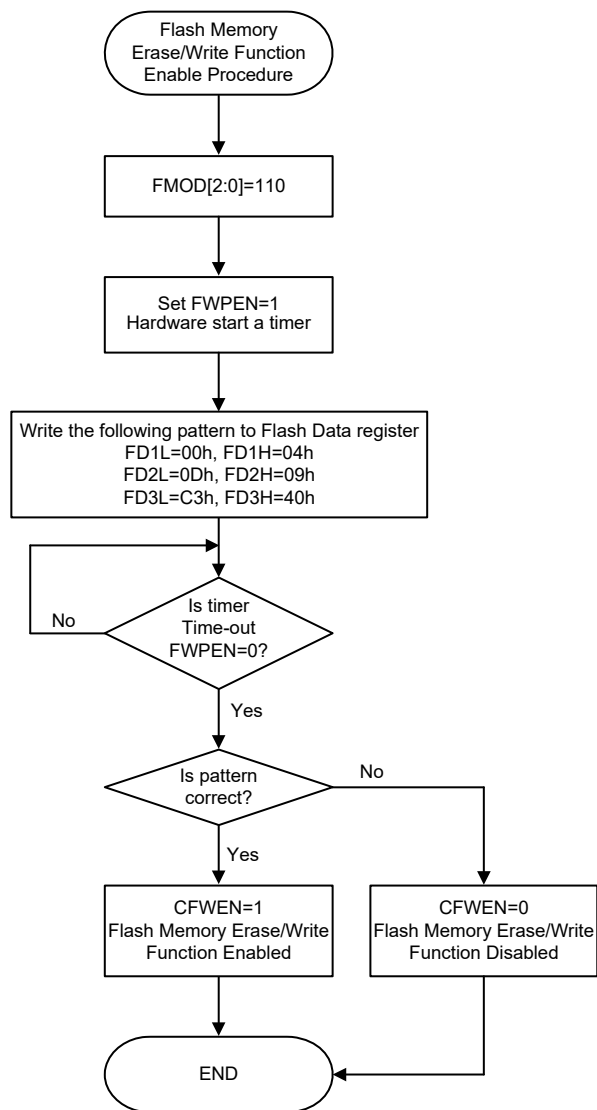 Flash Memory
Erase/Write Function
Enable Procedure
FMOD[2:0]=110
Set FWPEN=1
Hardware start a timer
Write the following pattern to Flash Data register
FD1L=00h, FD1H=04h
FD2L=0Dh, FD2H=09h
FD3L=C3h, FD3H=40h
Is timer
Time-out
FWPEN=0?
No
Yes
Is pattern
correct?
No
Yes
CFWEN=1
Flash Memory Erase/Write
Function Enabled
CFWEN=0
Flash Memory Erase/Write
Function Disabled
END